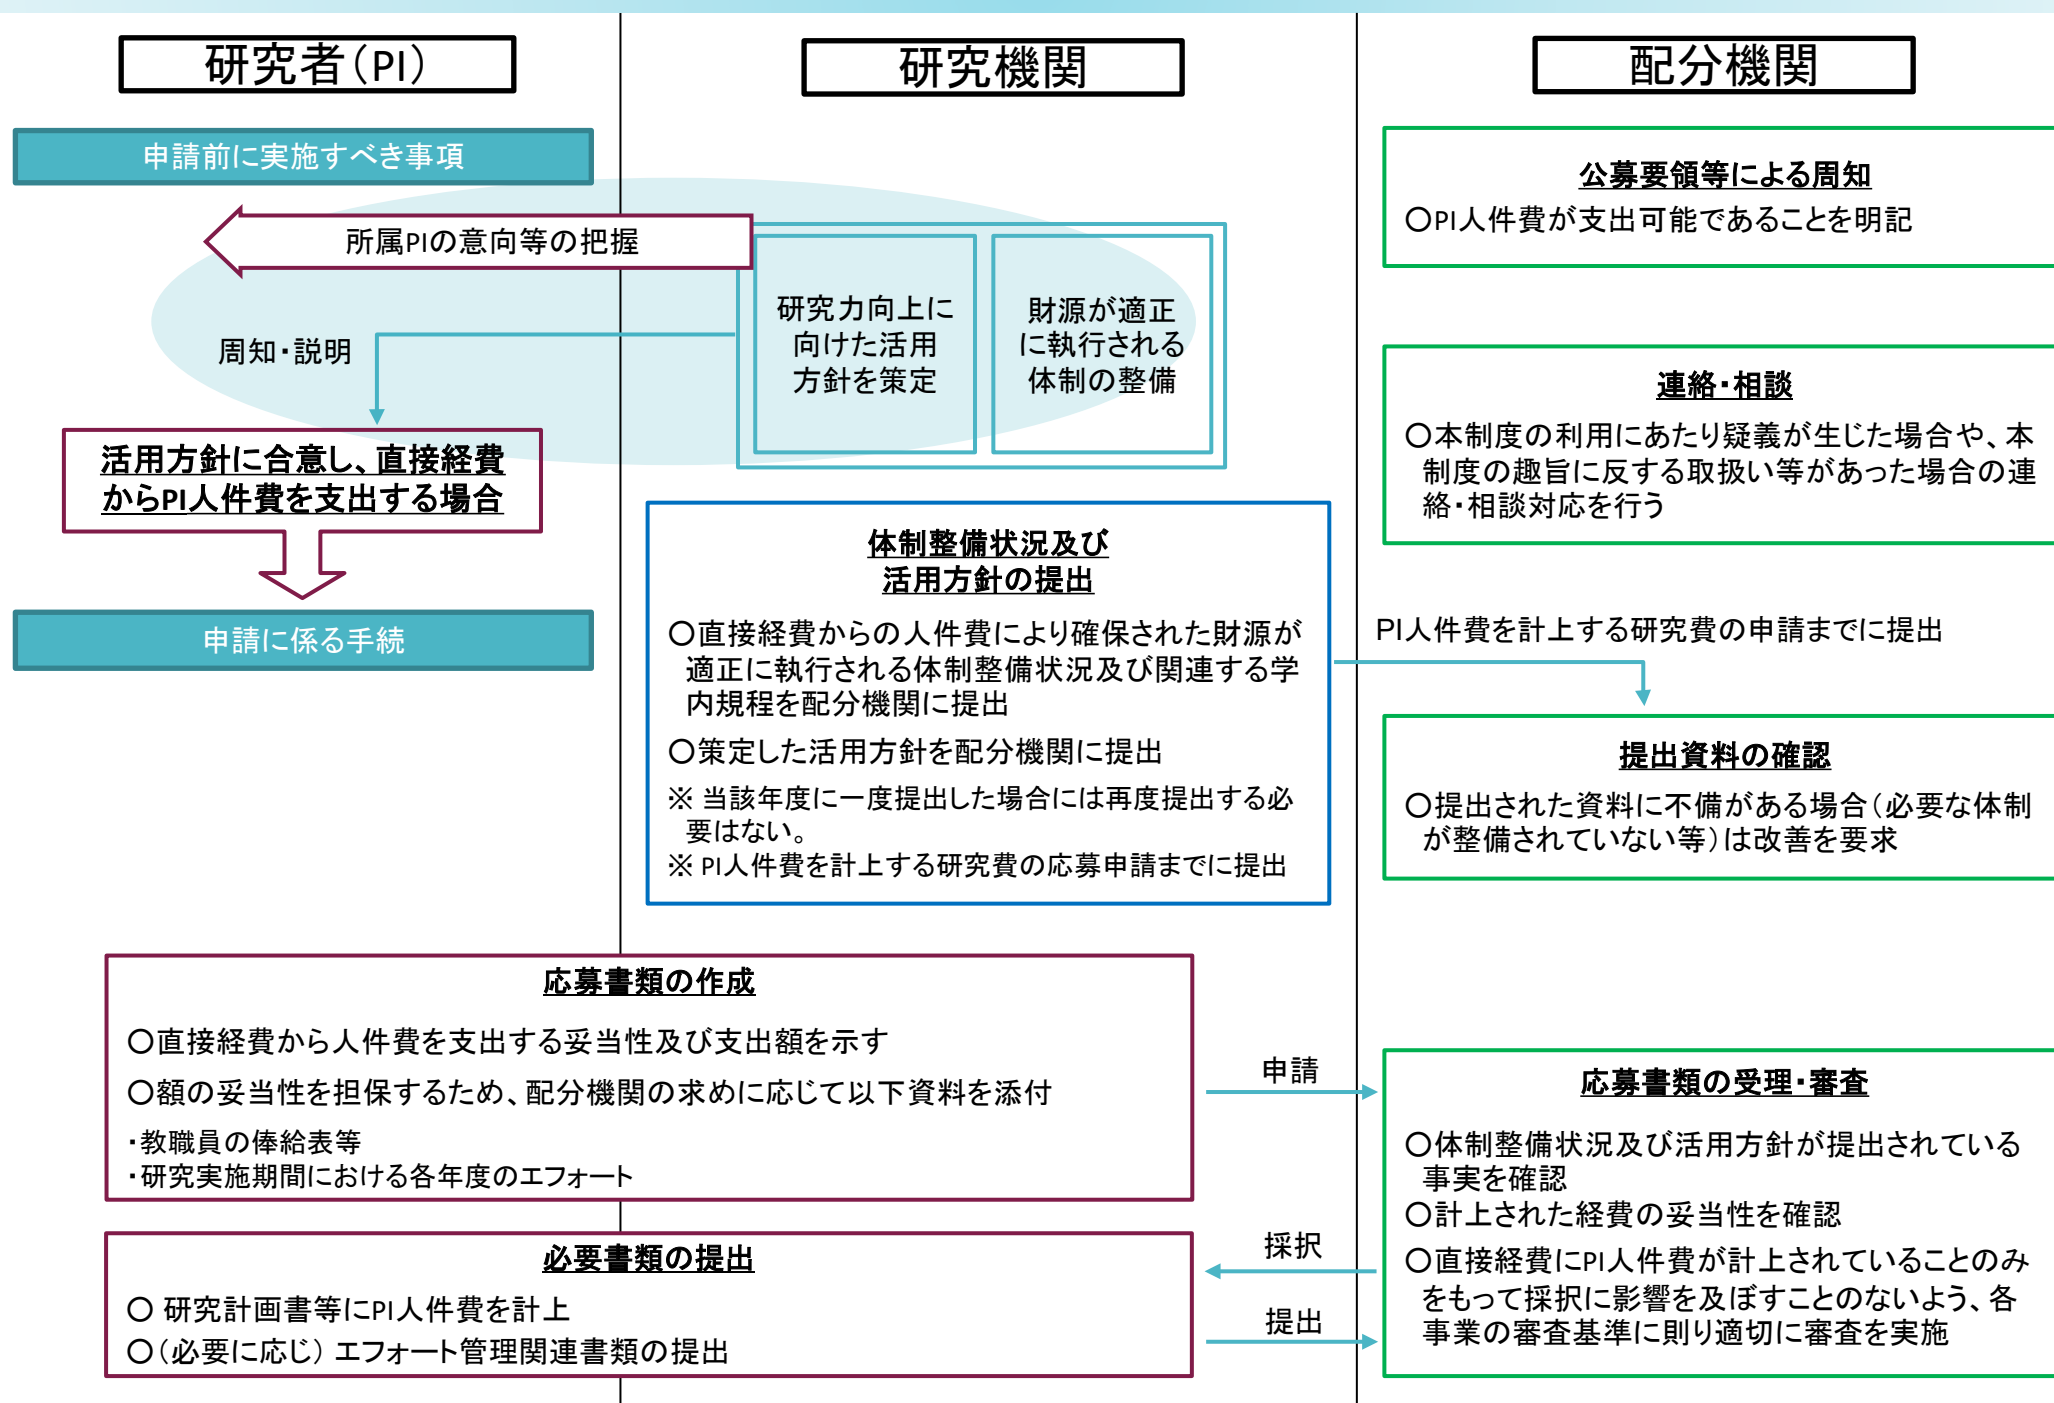 研究者（PI）
研究機関
配分機関
申請前に実施すべき事項
所属PIの意向等の把握
周知・説明
研究力向上に
向けた活用
方針を策定
財源が適正
に執行される
体制の整備
活用方針に合意し、直接経費
からPI人件費を支出する場合
申請に係る手続
体制整備状況及び
活用方針の提出
〇直接経費からの人件費により確保された財源が
適正に執行される体制整備状況及び関連する学
内規程を配分機関に提出
〇策定した活用方針を配分機関に提出
※ 当該年度に一度提出した場合には再度提出する必
要はない。
※ PI人件費を計上する研究費の応募申請までに提出
公募要領等による周知
〇PI人件費が支出可能であることを明記
連絡・相談
〇本制度の利用にあたり疑義が生じた場合や、本
制度の趣旨に反する取扱い等があった場合の連
絡・相談対応を行う
PI人件費を計上する研究費の申請までに提出
提出資料の確認
〇提出された資料に不備がある場合（必要な体制
が整備されていない等）は改善を要求
応募書類の作成
〇直接経費から人件費を支出する妥当性及び支出額を示す
〇額の妥当性を担保するため、配分機関の求めに応じて以下資料を添付
・教職員の俸給表等
・研究実施期間における各年度のエフォート
申請
応募書類の受理・審査
〇体制整備状況及び活用方針が提出されている
事実を確認
〇計上された経費の妥当性を確認
〇直接経費にPI人件費が計上されていることのみ
をもって採択に影響を及ぼすことのないよう、各
事業の審査基準に則り適切に審査を実施
採択
提出
必要書類の提出
〇 研究計画書等にPI人件費を計上
〇（必要に応じ） エフォート管理関連書類の提出